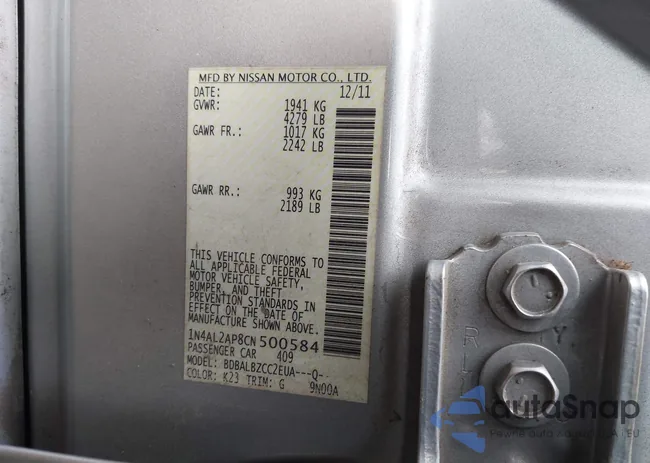 MFD BY NISSAN MOTOR CO., LTD.
DATE: 12/11
GVWR: 1941 KG
4279 LB
GAWR FR.: 1017 KG
2242 LB
GAWR RR.: 993 KG
2189 LB
THIS VEHICLE CONFORMS TO
ALL APPLICABLE FEDERAL
MOTOR VEHICLE SAFETY,
BUMPER, AND THEFT
PREVENTION STANDARDS IN
EFFECT ON THE DATE OF
MANUFACTURE SHOWN ABOVE.
1N4AL2AP8CN500584
PASSENGER CAR 409
MODEL: BDBALBZCC2EUA---Q--
COLOR: K23 TRIM: G 9N00A
autoSnap